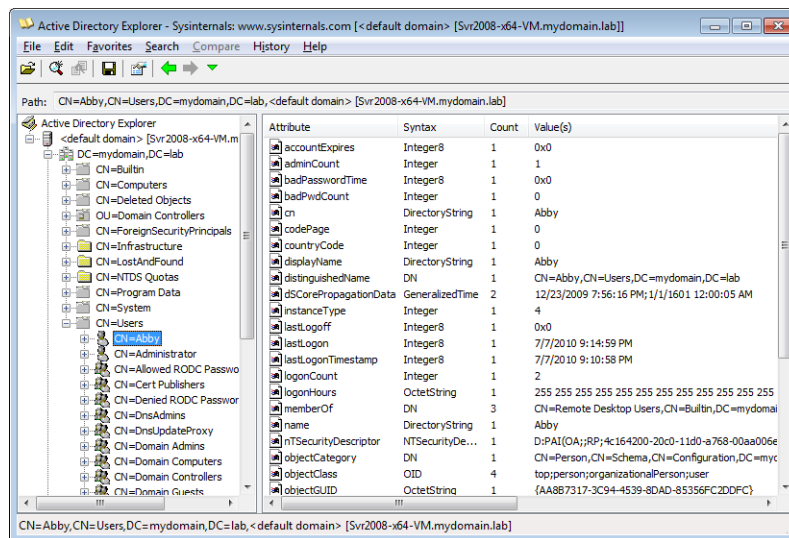 Active Directory Explorer - Sysinternals: www.sysinternals.com [<default domain> [Svr2008-x64-VM.mydomain.lab]]
File Edit Favorites Search Compare History Help
Path: CN=Abby,CN=Users,DC=mydomain,DC=lab,<default domain> [Svr2008-x64-VM.mydomain.lab]
Active Directory Explorer
<default domain> [Svr2008-x64-VM.m
DC=mydomain,DC=lab
CN=Builtin
CN=Computers
CN=Deleted Objects
OU=Domain Controllers
CN=ForeignSecurityPrincipals
CN=Infrastructure
CN=LostAndFound
CN=NTDS Quotas
CN=Program Data
CN=System
CN=Users
CN=Abby
CN=Administrator
CN=Allowed RODC Passwo
CN=Cert Publishers
CN=Denied RODC Passwor
CN=DnsAdmins
CN=DnsUpdateProxy
CN=Domain Admins
CN=Domain Computers
CN=Domain Controllers
CN=Domain Guests
Attribute Syntax Count Value(s)
accountExpires Integer8 1 0x0
adminCount Integer 1 1
badPasswordTime Integer8 1 0x0
badPwdCount Integer 1 0
cn DirectoryString 1 Abby
codePage Integer 1 0
countryCode Integer 1 0
displayName DirectoryString 1 Abby
distinguishedName DN 1 CN=Abby,CN=Users,DC=mydomain,DC=lab
dSCorePropagationData GeneralizedTime 2 12/23/2009 7:56:16 PM;1/1/1601 12:00:05 AM
instanceType Integer 1 4
lastLogoff Integer8 1 0x0
lastLogon Integer8 1 7/7/2010 9:14:59 PM
lastLogonTimestamp Integer8 1 7/7/2010 9:10:58 PM
logonCount Integer 1 2
logonHours OctetString 1 255 255 255 255 255 255 255 255 255 255 255
memberOf DN 3 CN=Remote Desktop Users,CN=Builtin,DC=mydomai
name DirectoryString 1 Abby
nTSecurityDescriptor NTSecurityDe... 1 D:PAI(OA;;RP;4c164200-20c0-11d0-a768-00aa006e
objectCategory DN 1 CN=Person,CN=Schema,CN=Configuration,DC=myc
objectClass OID 4 top;person;organizationalPerson;user
objectGUID OctetString 1 {AA8B7317-3C94-4539-8DAD-85356FC2DDFC}
CN=Abby,CN=Users,DC=mydomain,DC=lab,<default domain> [Svr2008-x64-VM.mydomain.lab]